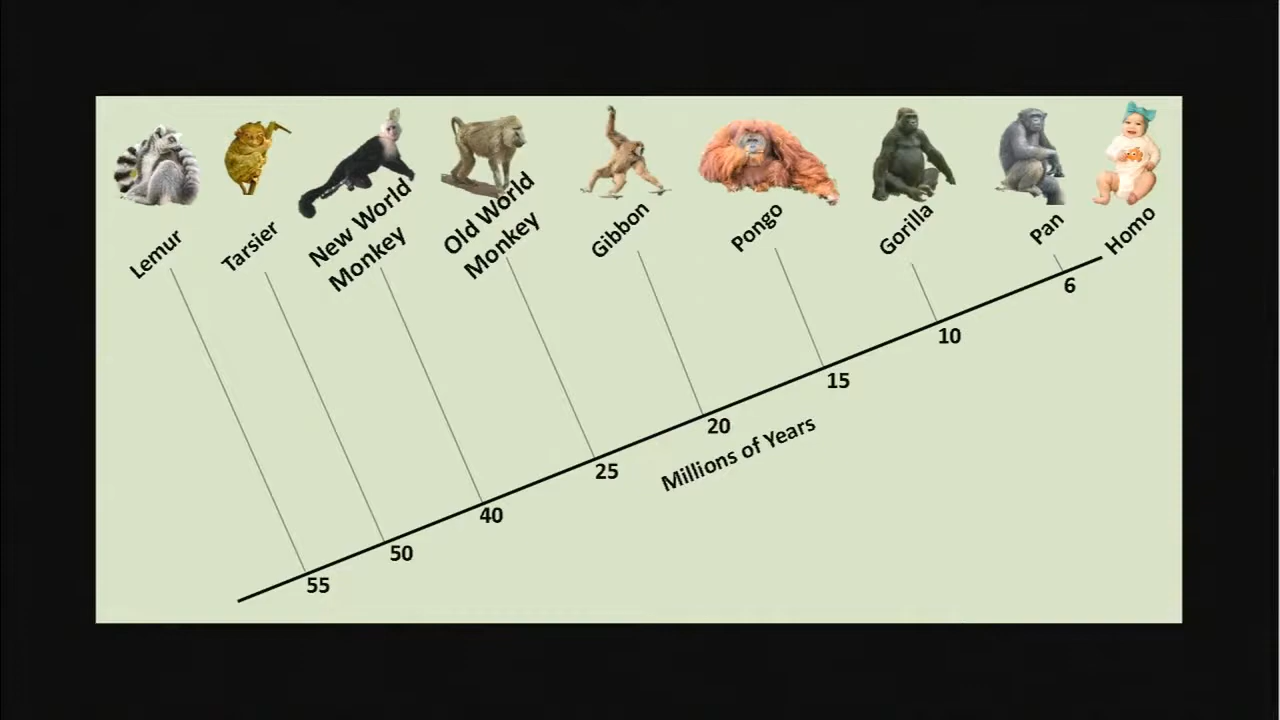 Lemur
Tarsier
New World
Monkey
Old World
Monkey
Gibbon
Pongo
Gorilla
Pan
Homo
6
10
15
20
25
40
50
55
Millions of Years